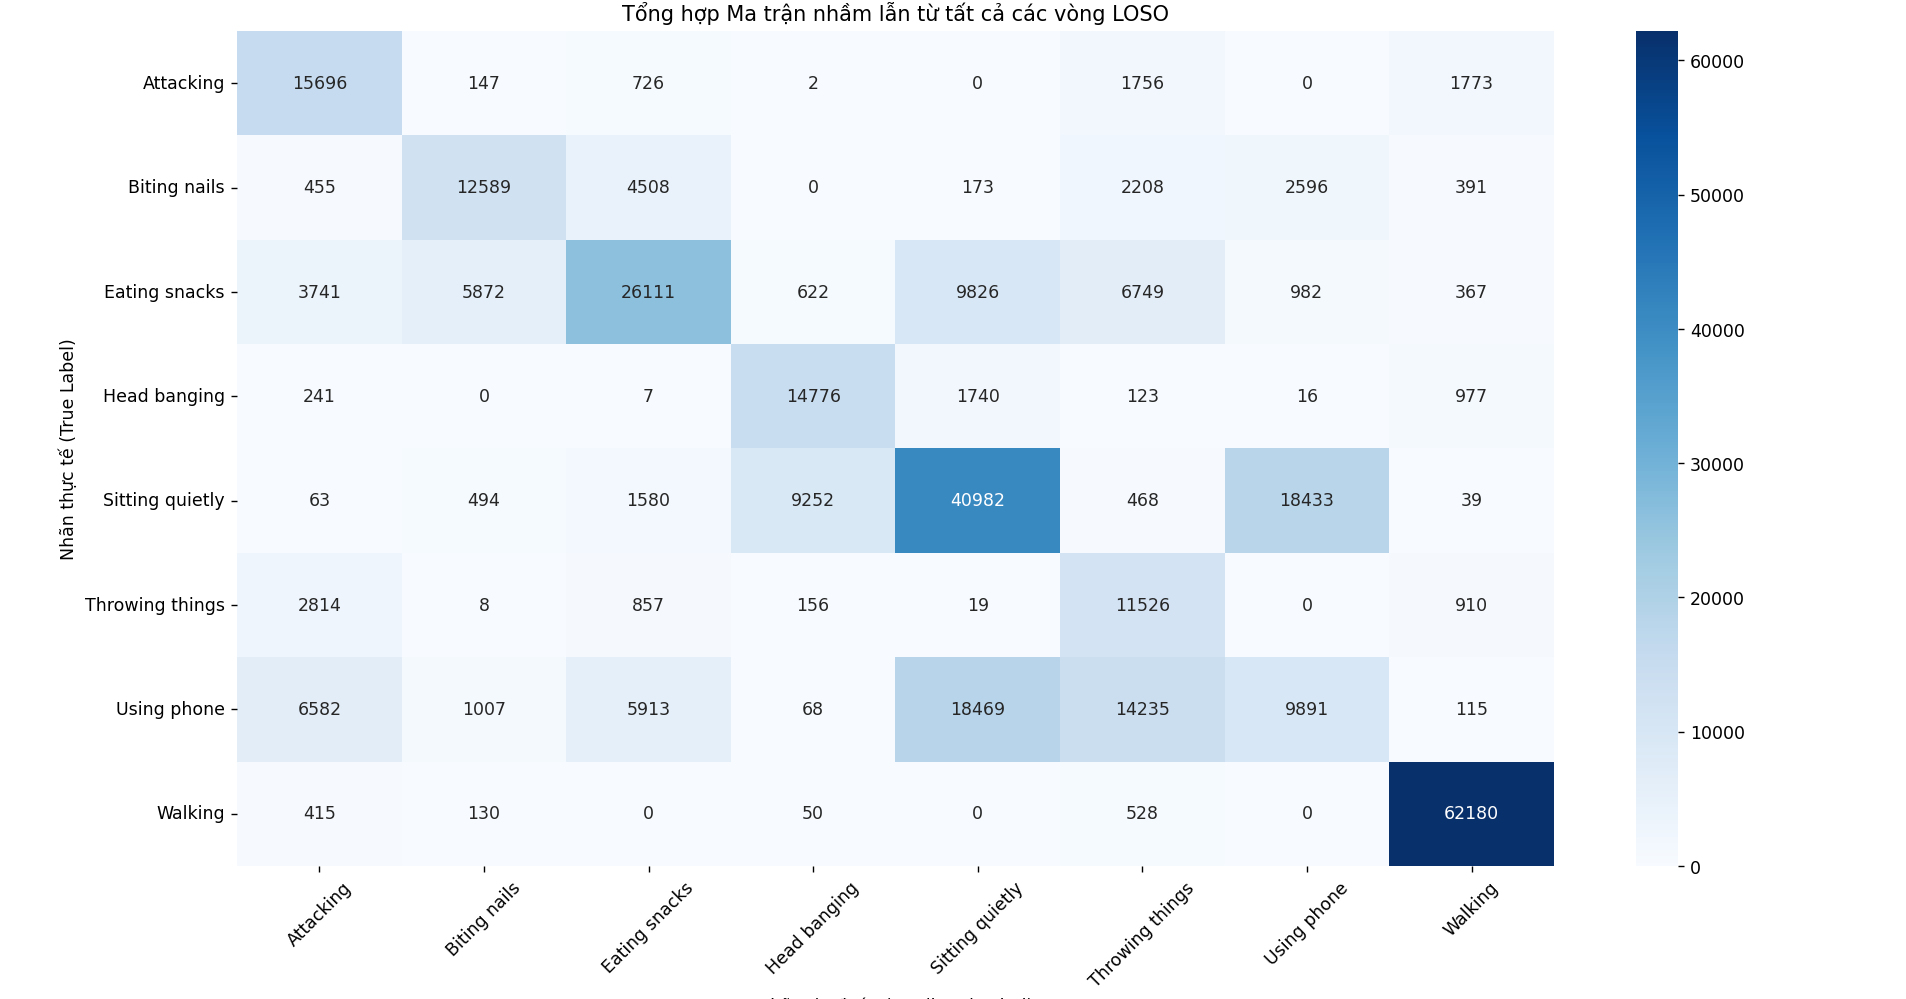 Tổng hợp Ma trận nhầm lẫn từ tất cả các vòng LOSO
Nhãn thực tế (True Label)
Attacking 15696 147 726 2 0 1756 0 1773
Biting nails 455 12589 4508 0 173 2208 2596 391
Eating snacks 3741 5872 26111 622 9826 6749 982 367
Head banging 241 0 7 14776 1740 123 16 977
Sitting quietly 63 494 1580 9252 40982 468 18433 39
Throwing things 2814 8 857 156 19 11526 0 910
Using phone 6582 1007 5913 68 18469 14235 9891 115
Walking 415 130 0 50 0 528 0 62180
Attacking Biting nails Eating snacks Head banging Sitting quietly Throwing things Using phone Walking
60000
50000
40000
30000
20000
10000
0